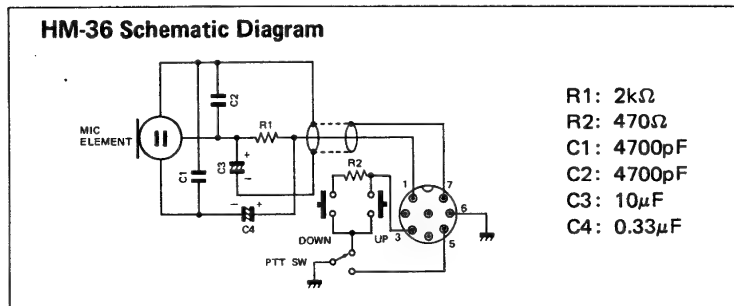 HM-36 Schematic Diagram
MIC
ELEMENT
C2
R1
C1
C3
+
−
− +
C4
R2
DOWN
UP
PTT SW
1
7
6
3
5
R1: 2kΩ
R2: 470Ω
C1: 4700pF
C2: 4700pF
C3: 10μF
C4: 0.33μF